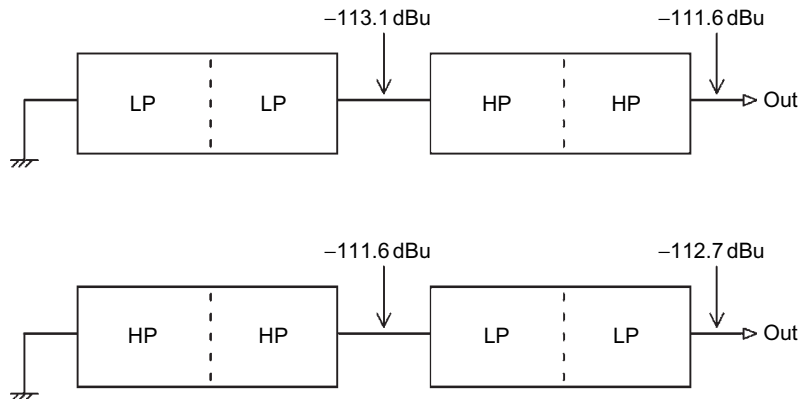 −113.1 dBu −111.6 dBu
LP LP HP HP Out
−111.6 dBu −112.7 dBu
HP HP LP LP Out